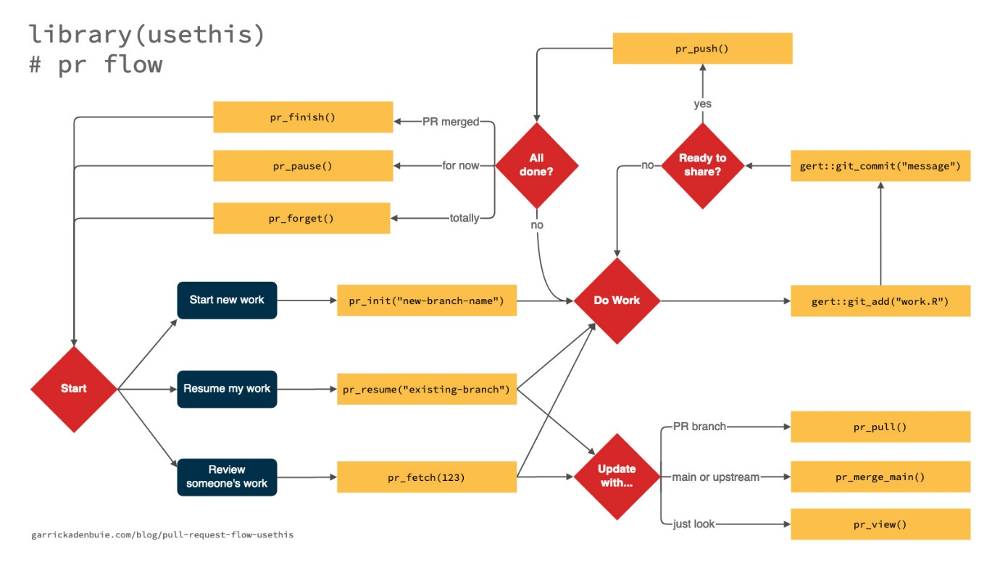 library(usethis)
# pr flow
pr_push()
yes
pr_finish()
PR merged
pr_pause()
for now
All
done?
no
Ready to
share?
gert::git_commit("message")
pr_forget()
totally
no
Start new work
pr_init("new-branch-name")
Do Work
gert::git_add("work.R")
Start
Resume my work
pr_resume("existing-branch")
PR branch
pr_pull()
Review
someone's work
pr_fetch(123)
Update
with...
main or upstream
pr_merge_main()
just look
pr_view()
garrickadenbuie.com/blog/pull-request-flow-usethis